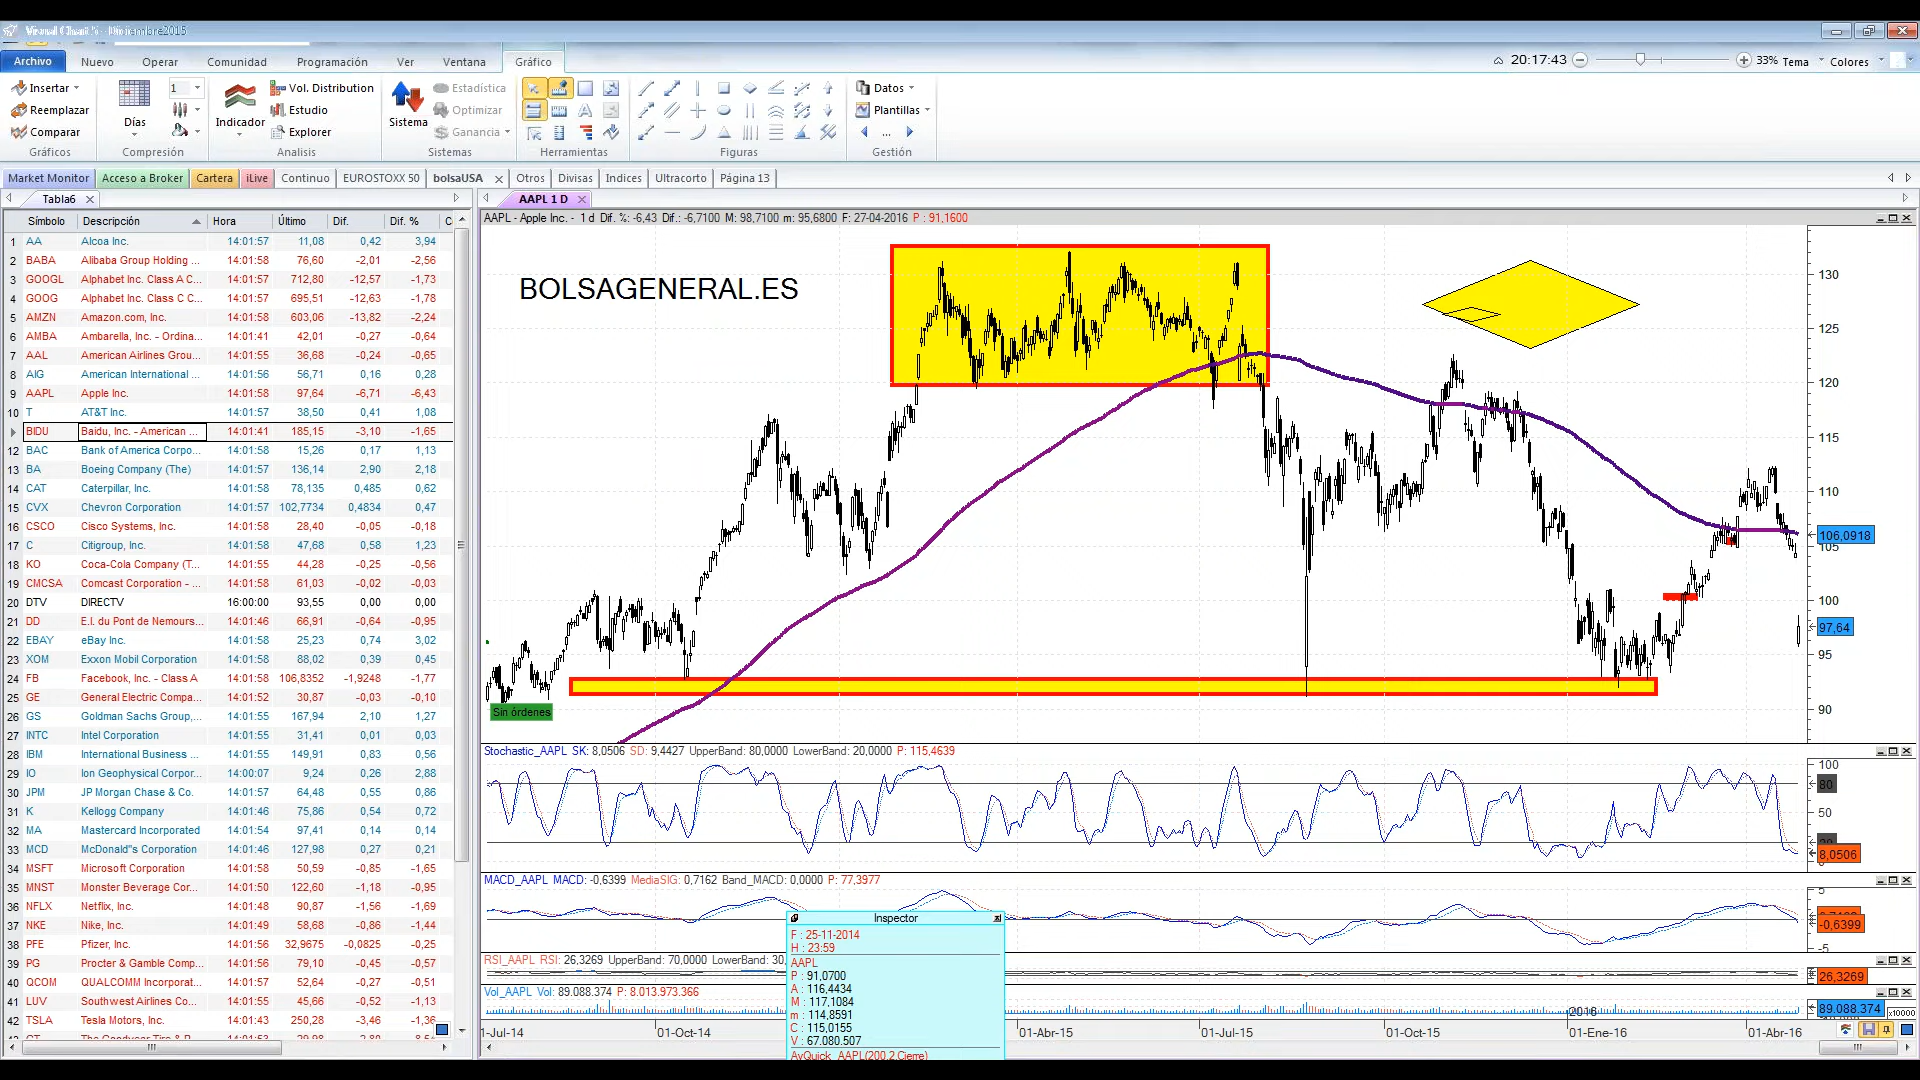 Visual Chart 5 - Diciembre2015
Archivo Nuevo Operar Comunidad Programación Ver Ventana Gráfico 20:17:43 33% Tema Colores
Insertar Días 1 Indicador Vol. Distribution Sistema Estadística Datos
Reemplazar Estudio Optimizar Plantillas
Comparar Explorer Ganancia ...
Gráficos Compresión Analisis Sistemas Herramientas Figuras Gestión
Market Monitor Acceso a Broker Cartera iLive Continuo EUROSTOXX 50 bolsaUSA Otros Divisas Indices Ultracorto Página 13
Tabla6
Símbolo Descripción Hora Último Dif. Dif. % C
1 AA Alcoa Inc. 14:01:57 11,08 0,42 3,94
2 BABA Alibaba Group Holding ... 14:01:58 76,60 -2,01 -2,56
3 GOOGL Alphabet Inc. Class A C... 14:01:58 712,80 -12,57 -1,73
4 GOOG Alphabet Inc. Class C C... 14:01:58 695,51 -12,63 -1,78
5 AMZN Amazon.com, Inc. 14:01:58 603,06 -13,82 -2,24
6 AMBA Ambarella, Inc. - Ordina... 14:01:41 42,01 -0,27 -0,64
7 AAL American Airlines Grou... 14:01:55 36,68 -0,24 -0,65
8 AIG American International ... 14:01:56 56,71 0,16 0,28
9 AAPL Apple Inc. 14:01:58 97,64 -6,71 -6,43
10 T AT&T Inc. 14:01:57 38,50 0,41 1,08
BIDU Baidu, Inc. - American ... 14:01:41 185,15 -3,10 -1,65
12 BAC Bank of America Corpo... 14:01:58 15,26 0,17 1,13
13 BA Boeing Company (The) 14:01:57 136,14 2,90 2,18
14 CAT Caterpillar, Inc. 14:01:58 78,135 0,485 0,62
15 CVX Chevron Corporation 14:01:57 102,7734 0,4834 0,47
16 CSCO Cisco Systems, Inc. 14:01:58 28,40 -0,05 -0,18
17 C Citigroup, Inc. 14:01:58 47,68 0,58 1,23
18 KO Coca-Cola Company (T... 14:01:55 44,28 -0,25 -0,56
19 CMCSA Comcast Corporation - ... 14:01:58 61,03 -0,02 -0,03
20 DTV DIRECTV 16:00:00 93,55 0,00 0,00
21 DD E.I. du Pont de Nemours... 14:01:46 66,91 -0,64 -0,95
22 EBAY eBay Inc. 14:01:58 25,23 0,74 3,02
23 XOM Exxon Mobil Corporation 14:01:58 88,02 0,39 0,45
24 FB Facebook, Inc. - Class A 14:01:58 106,8352 -1,9248 -1,77
25 GE General Electric Compa... 14:01:52 30,87 -0,03 -0,10
26 GS Goldman Sachs Group,... 14:01:55 167,94 2,10 1,27
27 INTC Intel Corporation 14:01:55 31,41 0,01 0,03
28 IBM International Business ... 14:01:55 149,91 0,83 0,56
29 IO Ion Geophysical Corpor... 14:00:07 9,24 0,26 2,88
30 JPM JP Morgan Chase & Co. 14:01:57 64,48 0,55 0,86
31 K Kellogg Company 14:01:46 75,86 0,54 0,72
32 MA Mastercard Incorporated 14:01:54 97,41 0,14 0,14
33 MCD McDonald"s Corporation 14:01:46 127,98 0,27 0,21
34 MSFT Microsoft Corporation 14:01:58 50,59 -0,85 -1,65
35 MNST Monster Beverage Cor... 14:01:50 122,60 -1,18 -0,95
36 NFLX Netflix, Inc. 14:01:48 90,87 -1,56 -1,69
37 NKE Nike, Inc. 14:01:49 58,68 -0,86 -1,44
38 PFE Pfizer, Inc. 14:01:56 32,9675 -0,0825 -0,25
39 PG Procter & Gamble Comp... 14:01:56 79,10 -0,45 -0,57
40 QCOM QUALCOMM Incorporat... 14:01:57 52,64 -0,27 -0,51
41 LUV Southwest Airlines Co... 14:01:55 45,66 -0,52 -1,13
42 TSLA Tesla Motors, Inc. 14:01:43 250,28 -3,46 -1,36
AAPL 1 D
AAPL - Apple Inc. - 1 d Dif. %: -6,43 Dif.: -6,7100 M: 98,7100 m: 95,6800 F: 27-04-2016 P : 91,1600
BOLSAGENERAL.ES
130
125
120
115
110
106,0918
105
100
97,64
95
90
Sin órdenes
Stochastic_AAPL SK: 8,0506 SD: 9,4427 UpperBand: 80,0000 LowerBand: 20,0000 P: 115,4639
100
80
50
20
8,0506
MACD_AAPL MACD: -0,6399 MediaSIG: 0,7162 Band_MACD: 0,0000 P: 77,3977
5
-0,6399
-5
Inspector
F : 25-11-2014
H : 23:59
AAPL
P : 91,0700
A : 116,4434
M : 117,1084
m : 114,8591
C : 115,0155
V : 67.080.507
AvQuick_AAPL(200,2,Cierre)
RSI_AAPL RSI: 26,3269 UpperBand: 70,0000 LowerBand: 30,
26,3269
Vol_AAPL Vol: 89.088.374 P: 8.013.973.366
89.088.374
x10000
2016
1-Jul-14 01-Oct-14 01-Abr-15 01-Jul-15 01-Oct-15 01-Ene-16 01-Abr-16